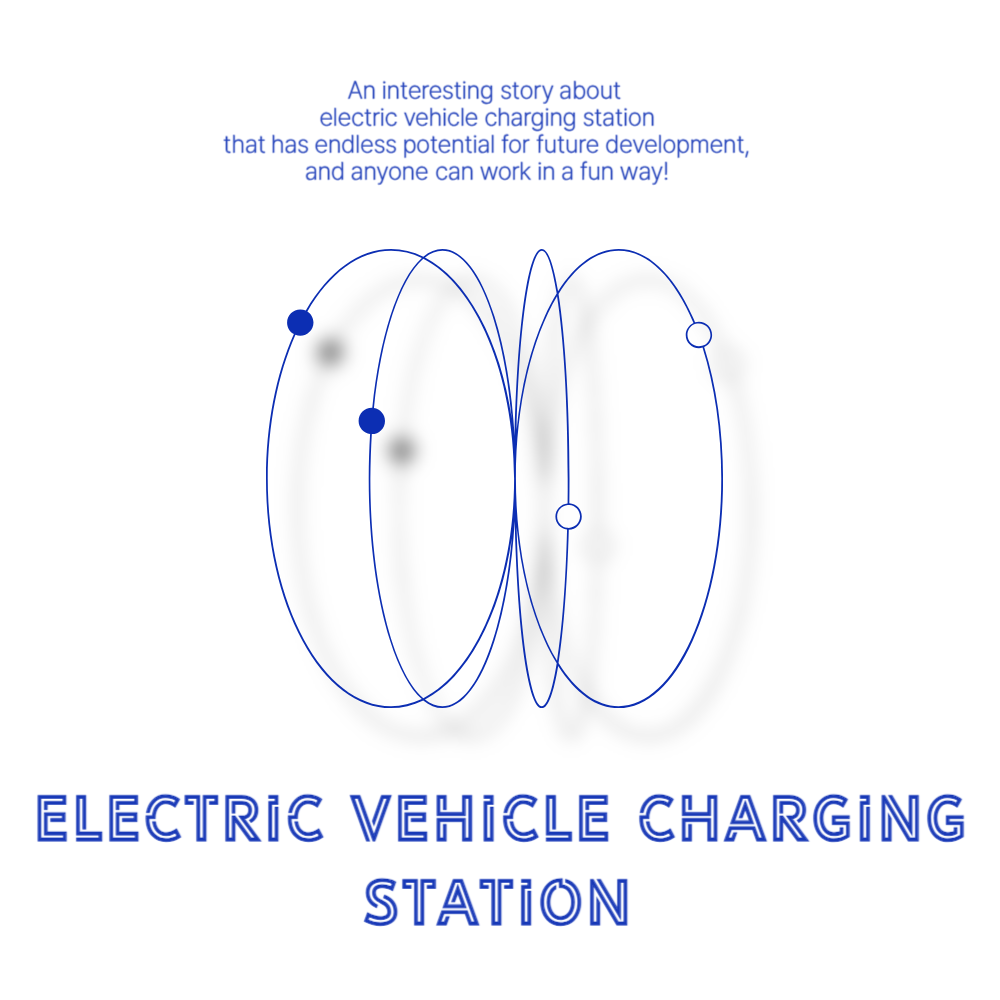 An interesting story about
electric vehicle charging station
that has endless potential for future development,
and anyone can work in a fun way!
ELECTRiC VEHiCLE CHARGiNG
STATiON